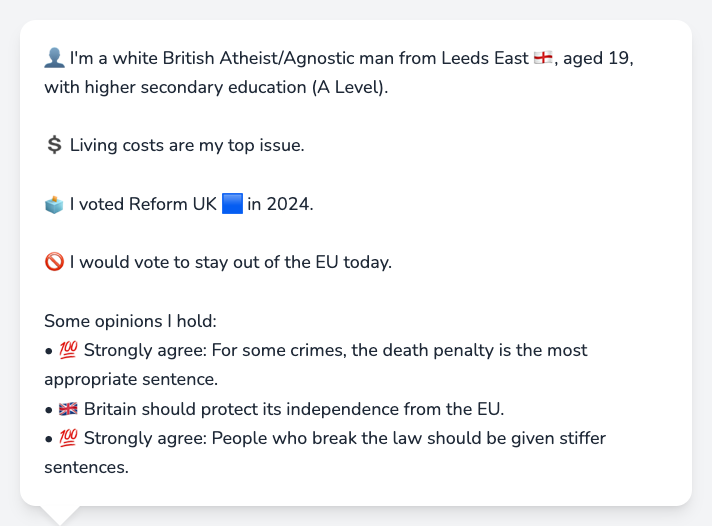 👤 I'm a white British Atheist/Agnostic man from Leeds East 🏴󠁧󠁢󠁥󠁮󠁧󠁿, aged 19,
with higher secondary education (A Level).
💲 Living costs are my top issue.
🗳️ I voted Reform UK 🟦 in 2024.
🚫 I would vote to stay out of the EU today.
Some opinions I hold:
• 💯 Strongly agree: For some crimes, the death penalty is the most
appropriate sentence.
• 🇬🇧 Britain should protect its independence from the EU.
• 💯 Strongly agree: People who break the law should be given stiffer
sentences.